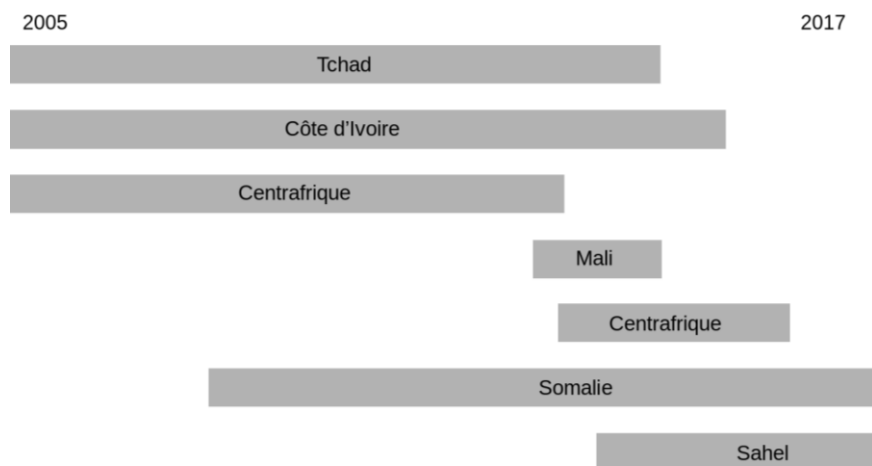 2005 2017
Tchad
Côte d'Ivoire
Centrafrique
Mali
Centrafrique
Somalie
Sahel